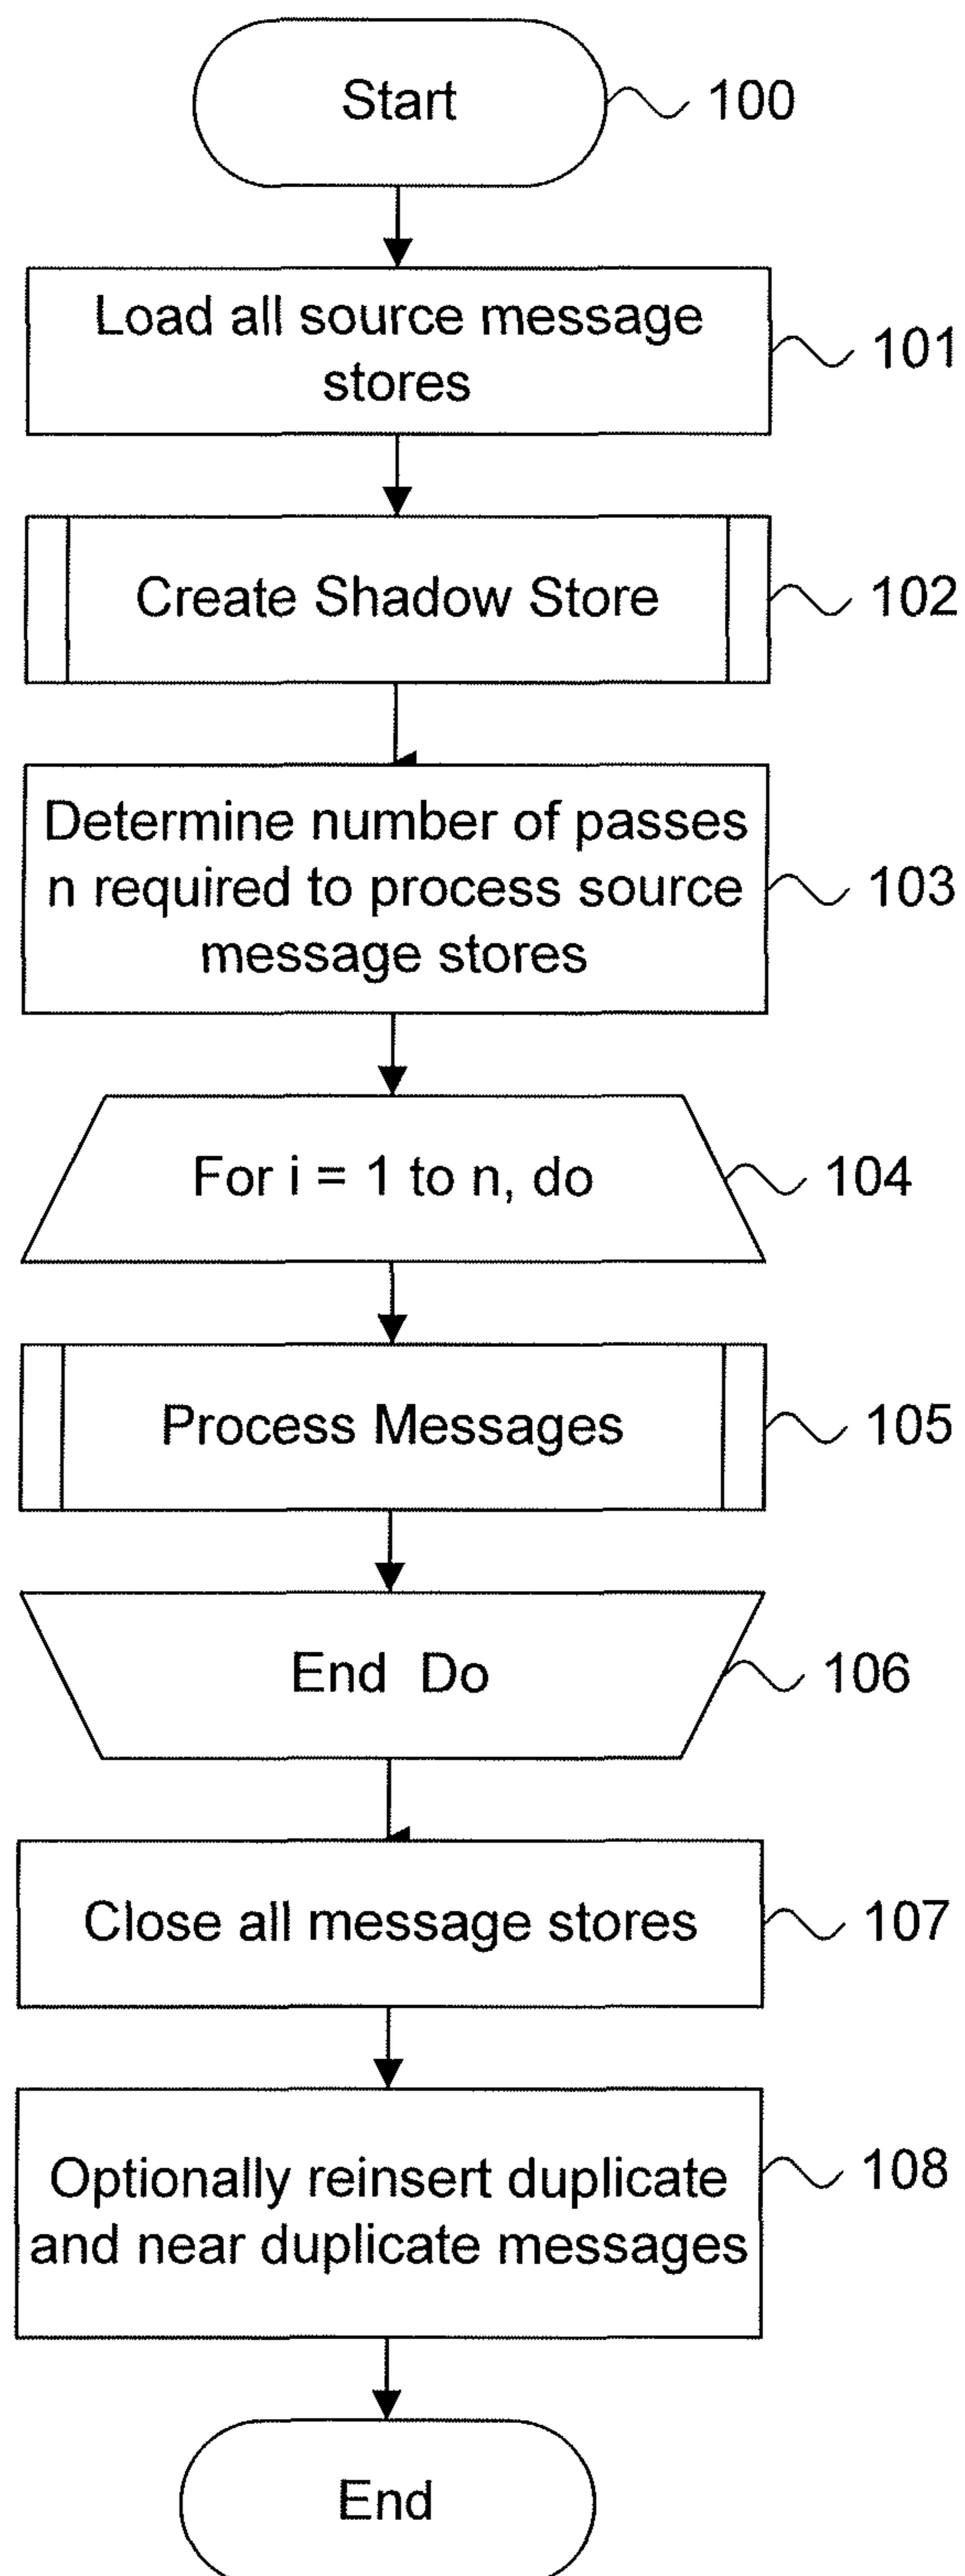 Start
100
Load all source message
stores
101
Create Shadow Store
102
Determine number of passes
n required to process source
message stores
103
For i = 1 to n, do
104
Process Messages
105
End Do
106
Close all message stores
107
Optionally reinsert duplicate
and near duplicate messages
108
End